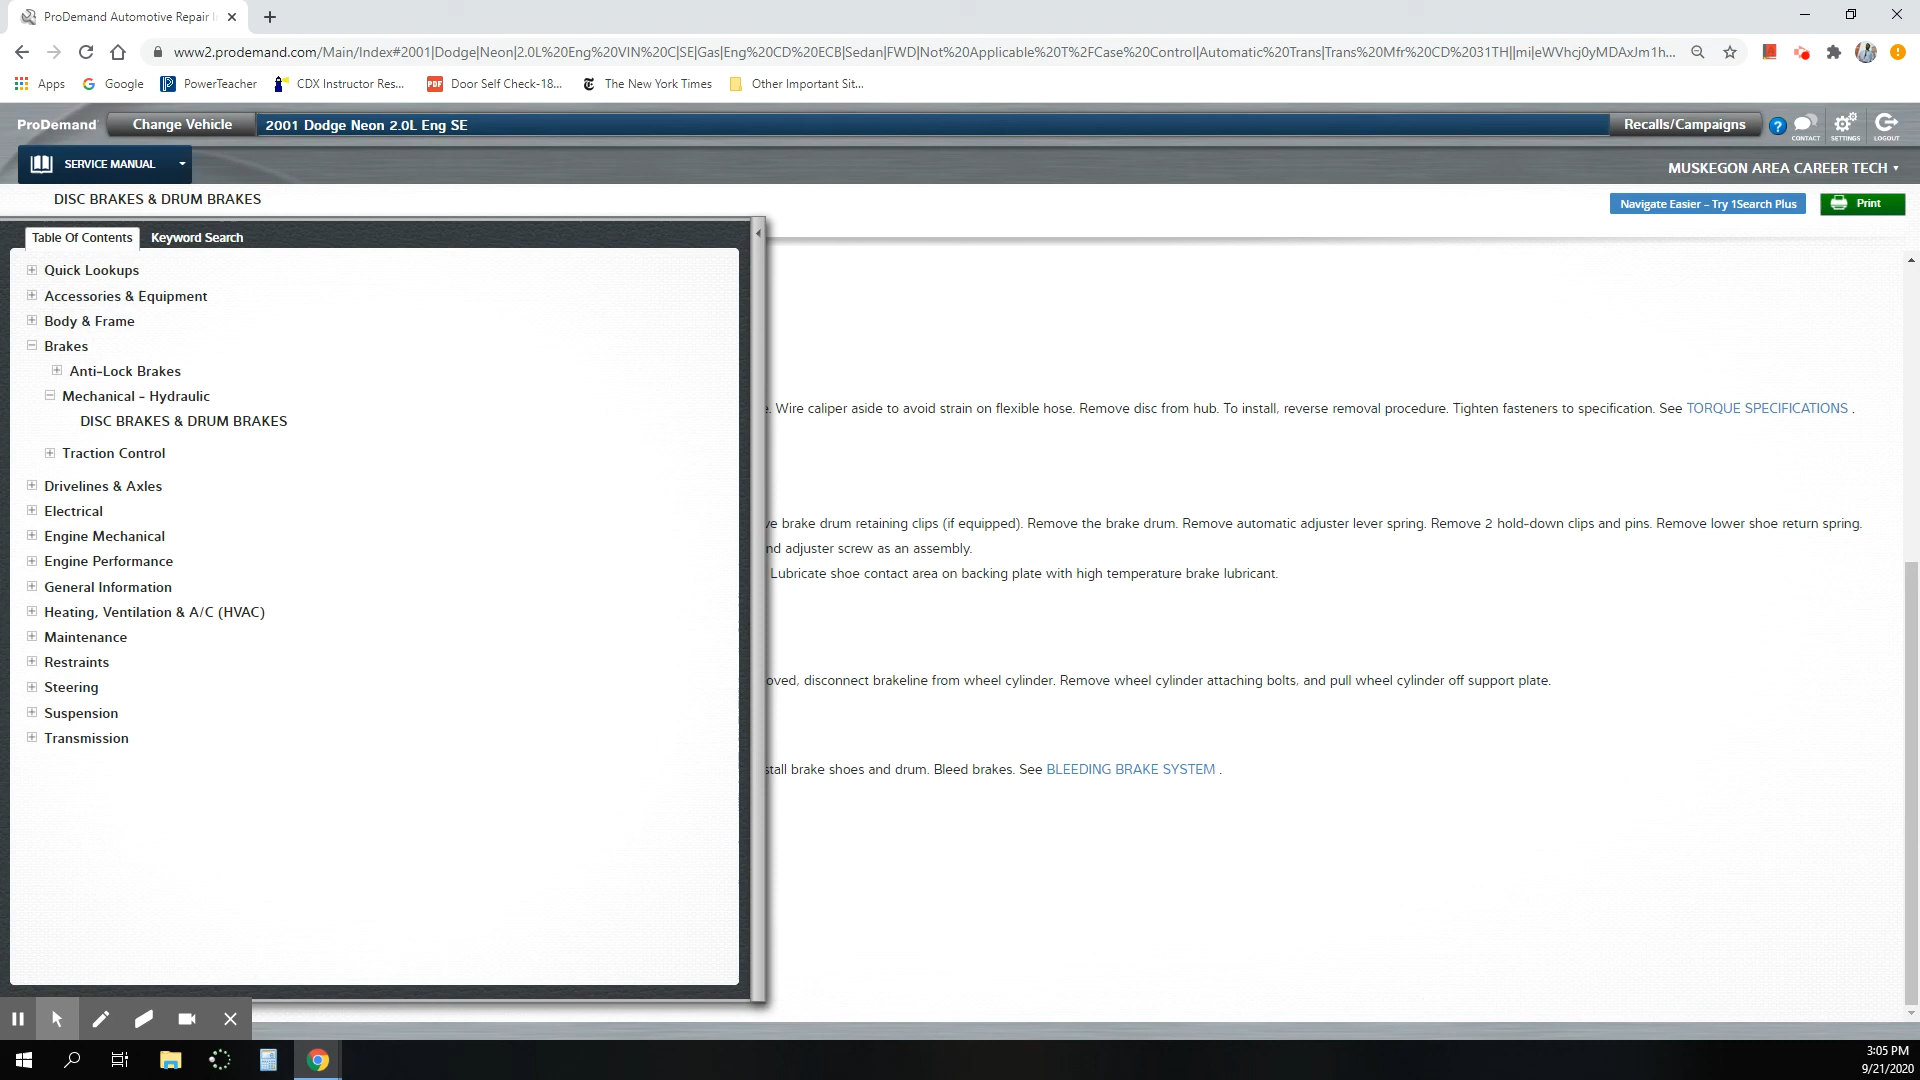 ProDemand Automotive Repair I
www2.prodemand.com/Main/Index#2001|Dodge|Neon|2.0L%20Eng%20VIN%20C|SE|Gas|Eng%20CD%20ECB|Sedan|FWD|Not%20Applicable%20T%2FCase%20Control|Automatic%20Trans|Trans%20Mfr%20CD%2031TH||mi|eWVhcj0yMDAxJm1h...
Apps Google PowerTeacher CDX Instructor Res... PDF Door Self Check-18... The New York Times Other Important Sit...
ProDemand Change Vehicle 2001 Dodge Neon 2.0L Eng SE Recalls/Campaigns ? CONTACT SETTINGS LOGOUT
SERVICE MANUAL MUSKEGON AREA CAREER TECH
DISC BRAKES & DRUM BRAKES Navigate Easier – Try 1Search Plus Print
Table Of Contents Keyword Search
Quick Lookups
Accessories & Equipment
Body & Frame
Brakes
Anti-Lock Brakes
Mechanical - Hydraulic
DISC BRAKES & DRUM BRAKES
Traction Control
Drivelines & Axles
Electrical
Engine Mechanical
Engine Performance
General Information
Heating, Ventilation & A/C (HVAC)
Maintenance
Restraints
Steering
Suspension
Transmission
e. Wire caliper aside to avoid strain on flexible hose. Remove disc from hub. To install, reverse removal procedure. Tighten fasteners to specification. See TORQUE SPECIFICATIONS .
ve brake drum retaining clips (if equipped). Remove the brake drum. Remove automatic adjuster lever spring. Remove 2 hold-down clips and pins. Remove lower shoe return spring.
nd adjuster screw as an assembly.
Lubricate shoe contact area on backing plate with high temperature brake lubricant.
oved, disconnect brakeline from wheel cylinder. Remove wheel cylinder attaching bolts, and pull wheel cylinder off support plate.
stall brake shoes and drum. Bleed brakes. See BLEEDING BRAKE SYSTEM .
3:05 PM
9/21/2020